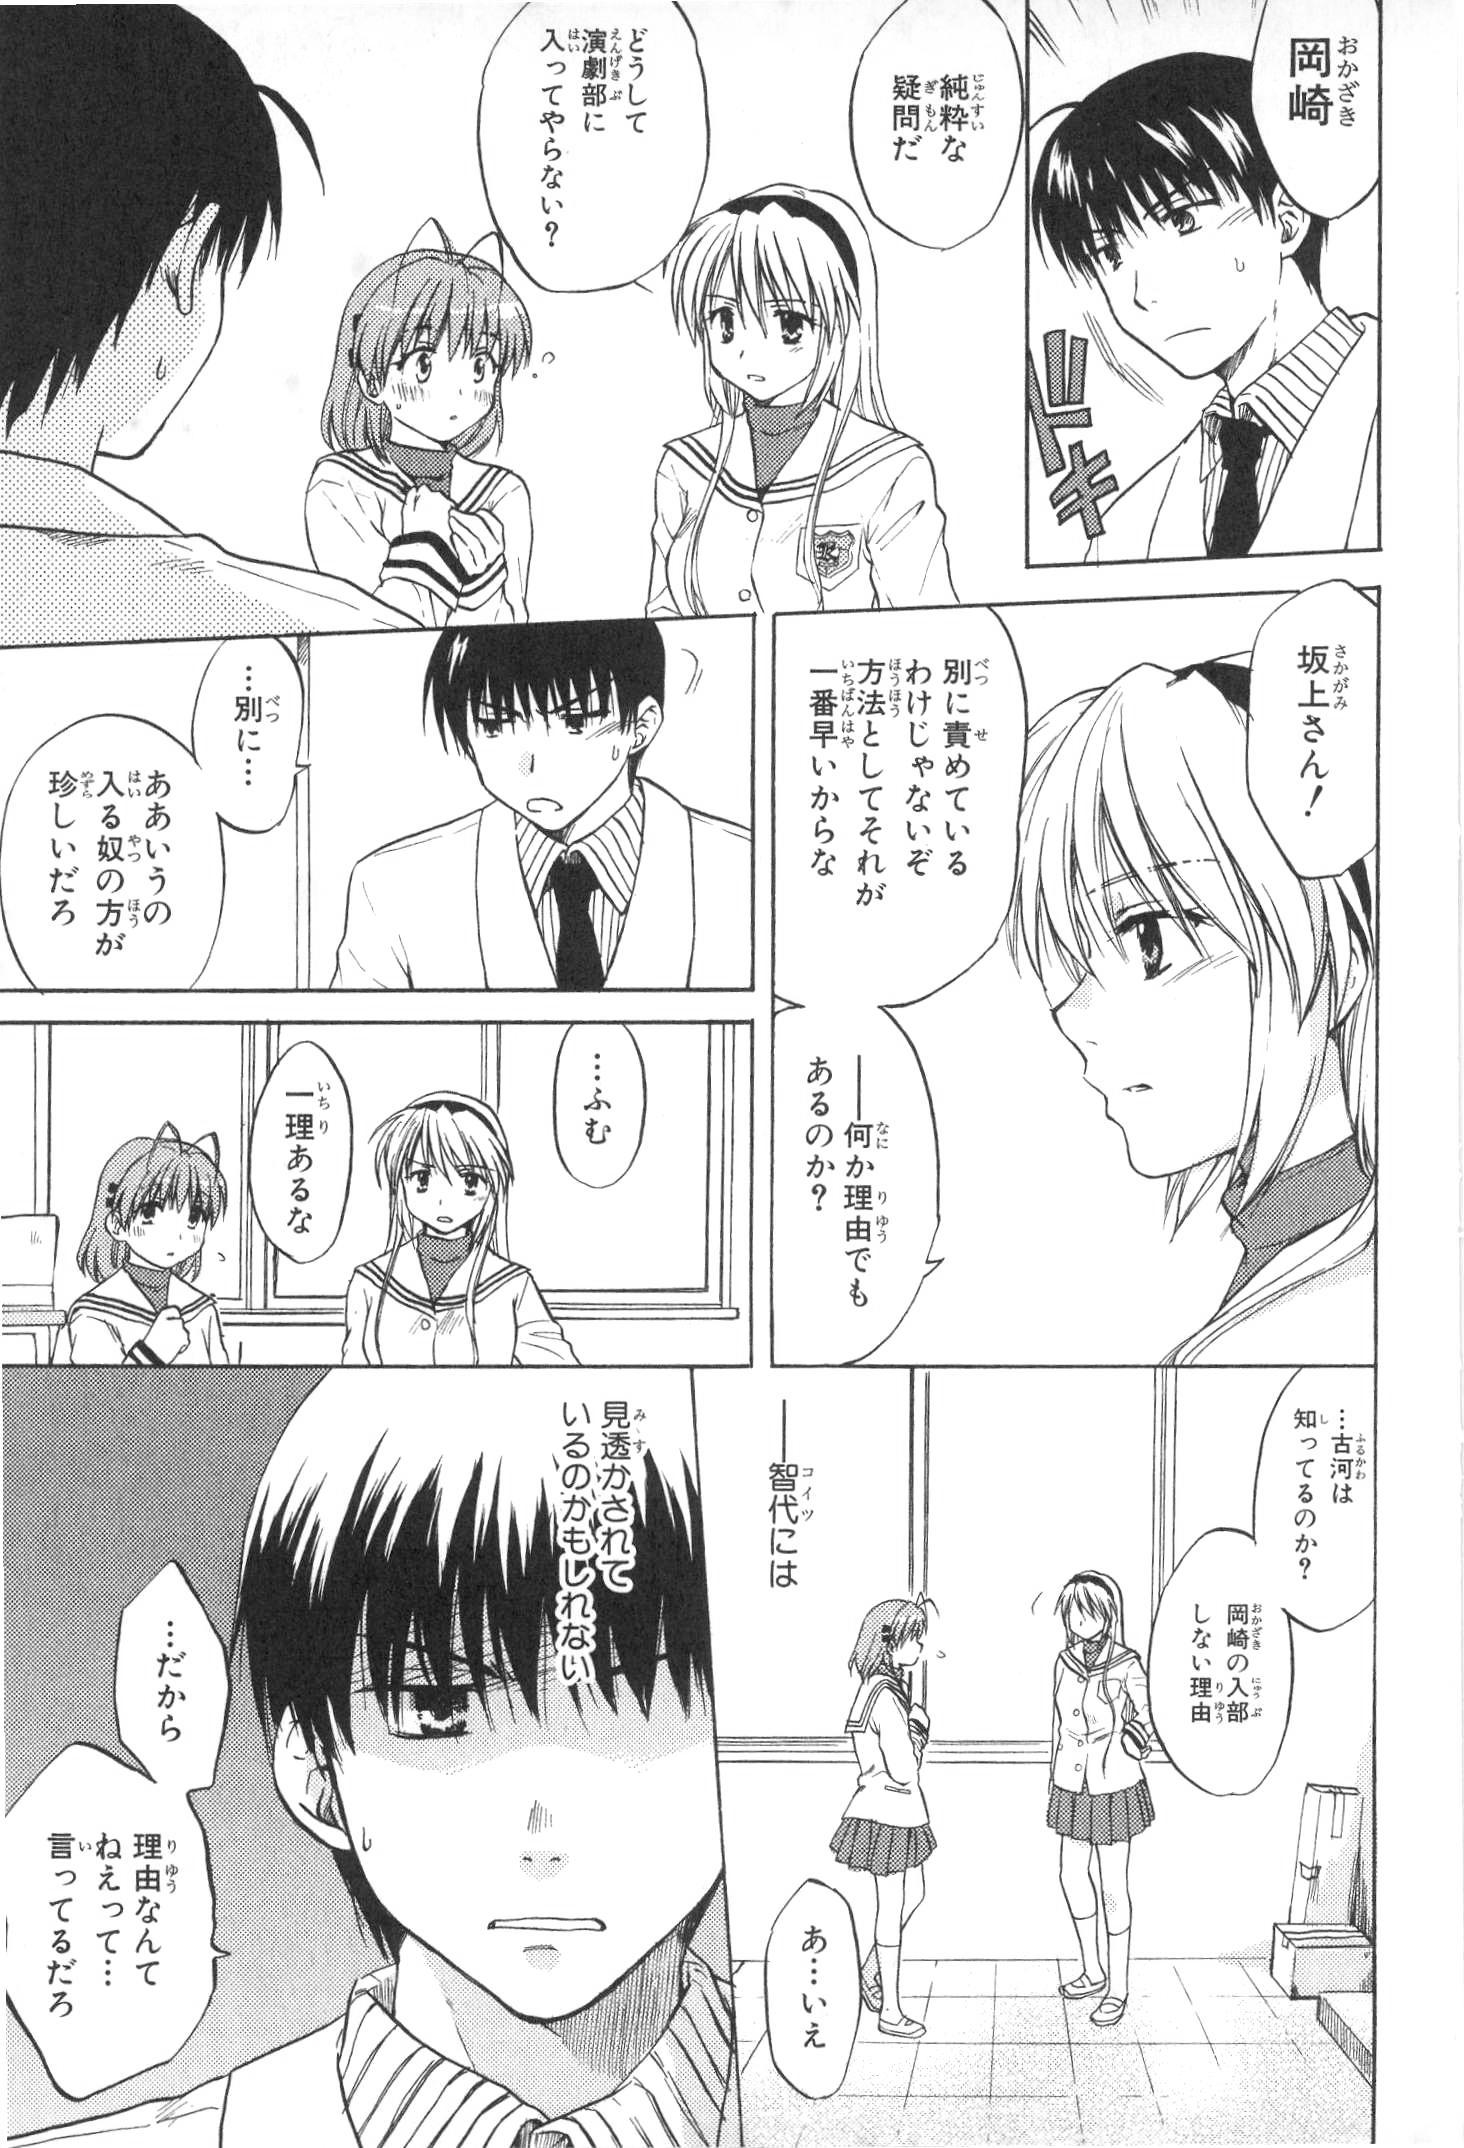 岡崎
ドキ
純粋な
疑問だ
どうして
演劇部に
入ってやらない？
坂上さん！
別に責めている
わけじゃないぞ
方法としてそれが
一番早いからな
――何か理由でも
あるのか？
…別に…
ああいうの
入る奴の方が
珍しいだろ
…ふむ
一理あるな
…古河は
知ってるのか？
岡崎の入部
しない理由
あ…いえ
――智代には
見透かされて
いるのかもしれない
…だから
理由なんて
ねえって…
言ってるだろ